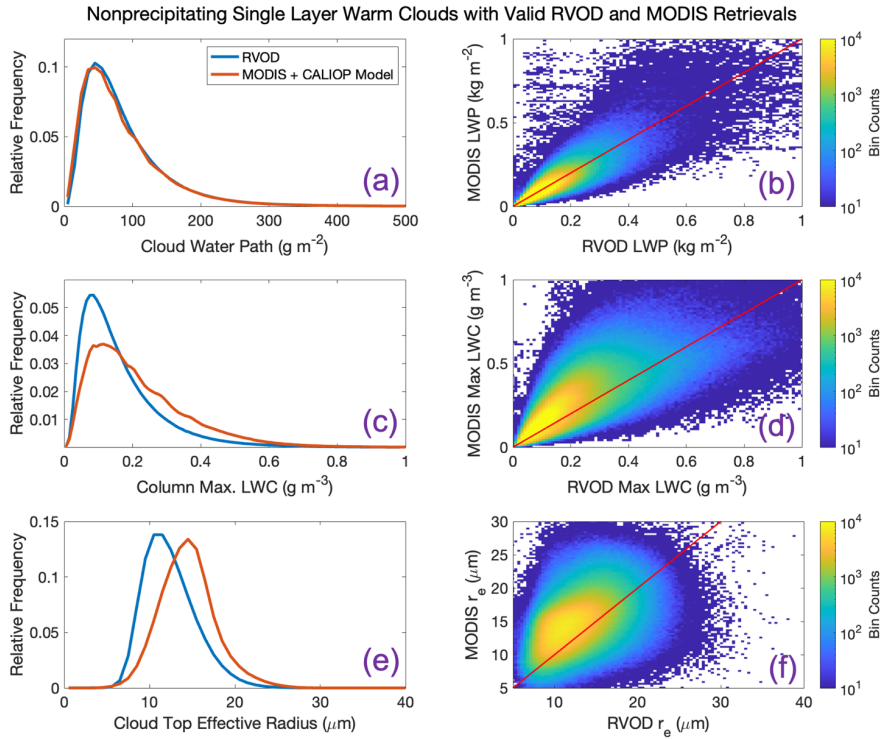 Nonprecipitating Single Layer Warm Clouds with Valid RVOD and MODIS Retrievals
Relative Frequency
0.1
0.05
0
0 100 200 300 400 500
Cloud Water Path (g m⁻²)
RVOD
MODIS + CALIOP Model
(a)
MODIS LWP (kg m⁻²)
1
0.5
0
0 0.2 0.4 0.6 0.8 1
RVOD LWP (kg m⁻²)
(b)
10⁴
10³
10²
10¹
Bin Counts
Relative Frequency
0.05
0.04
0.03
0.02
0.01
0 0.2 0.4 0.6 0.8 1
Column Max. LWC (g m⁻³)
(c)
MODIS Max LWC (g m⁻³)
1
0.5
0
0 0.2 0.4 0.6 0.8 1
RVOD Max LWC (g m⁻³)
(d)
10⁴
10³
10²
10¹
Bin Counts
Relative Frequency
0.15
0.1
0.05
0
0 10 20 30 40
Cloud Top Effective Radius (μm)
(e)
MODIS rₑ (μm)
30
25
20
15
10
5
10 20 30 40
RVOD rₑ (μm)
(f)
10⁴
10³
10²
10¹
Bin Counts